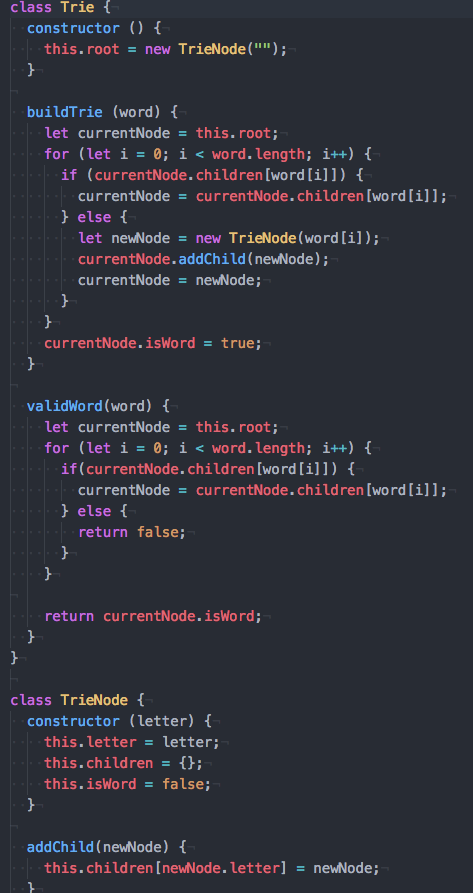 class Trie {
  constructor () {
    this.root = new TrieNode("");
  }

  buildTrie (word) {
    let currentNode = this.root;
    for (let i = 0; i < word.length; i++) {
      if (currentNode.children[word[i]]) {
        currentNode = currentNode.children[word[i]];
      } else {
        let newNode = new TrieNode(word[i]);
        currentNode.addChild(newNode);
        currentNode = newNode;
      }
    }
    currentNode.isWord = true;
  }

  validWord(word) {
    let currentNode = this.root;
    for (let i = 0; i < word.length; i++) {
      if(currentNode.children[word[i]]) {
        currentNode = currentNode.children[word[i]];
      } else {
        return false;
      }
    }

    return currentNode.isWord;
  }
}

class TrieNode {
  constructor (letter) {
    this.letter = letter;
    this.children = {};
    this.isWord = false;
  }

  addChild(newNode) {
    this.children[newNode.letter] = newNode;
  }